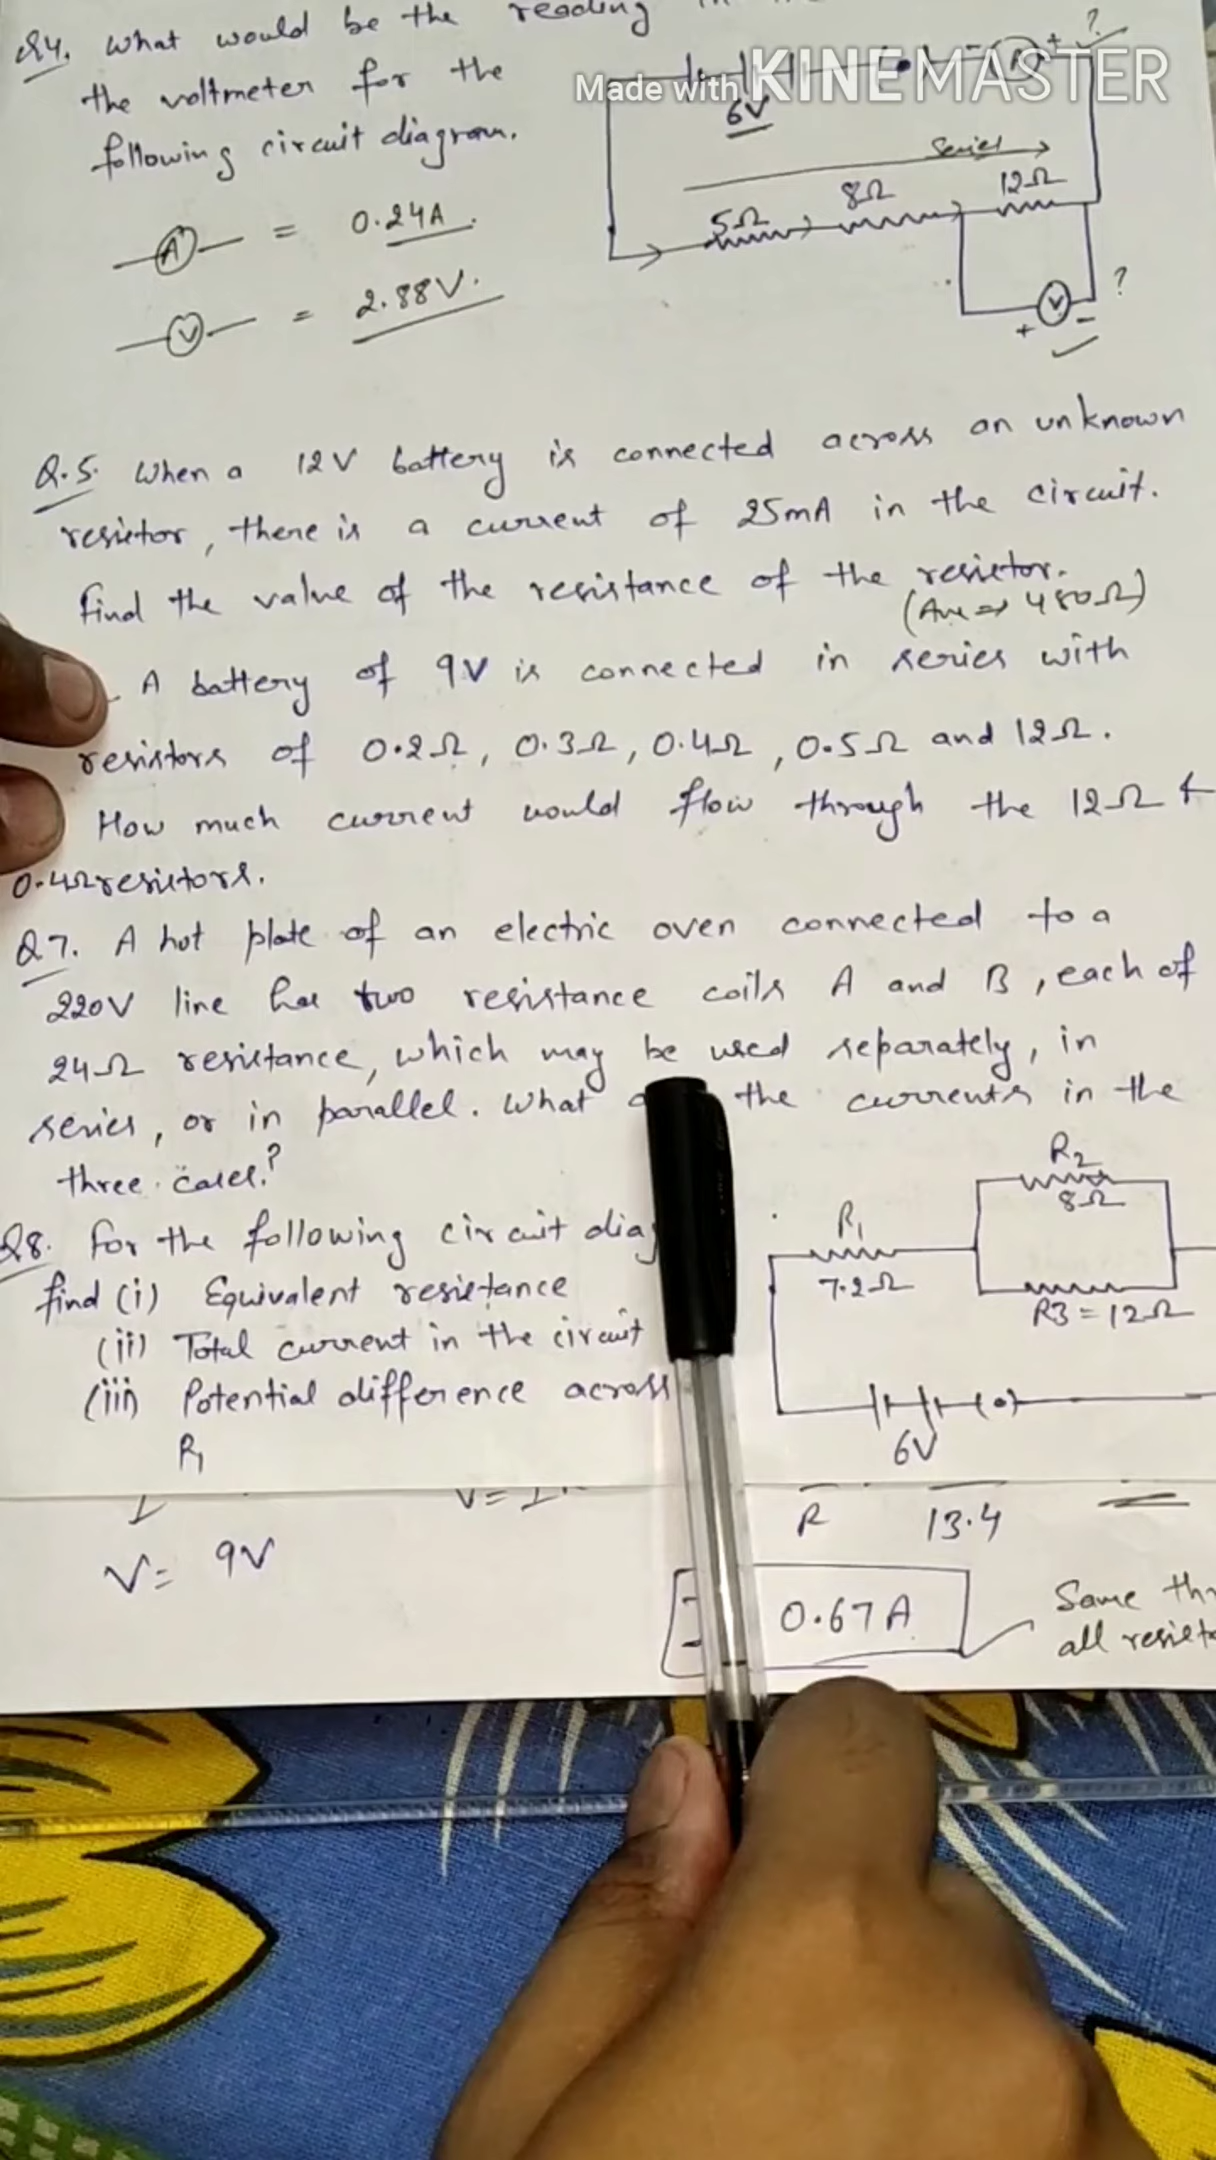 Q4. What would be the reading in
the voltmeter for the
following circuit diagram.
A = 0.24A.
V = 2.88V.
Made with KINEMASTER
6V
A
- + ?
Series
5Ω 8Ω 12Ω
V ?
+ -
Q.5. When a 12V battery is connected across an unknown
resistor, there is a current of 25mA in the circuit.
find the value of the resistance of the resistor.
(Ans ⇒ 480Ω)
A battery of 9V is connected in series with
resistors of 0.2Ω, 0.3Ω, 0.4Ω, 0.5Ω and 12Ω.
How much current would flow through the 12Ω &
0.4Ω resistors.
Q7. A hot plate of an electric oven connected to a
220V line has two resistance coils A and B, each of
24Ω resistance, which may be used separately, in
series, or in parallel. What the currents in the
three cases?
Q8. for the following circuit diag
find (i) Equivalent resistance
(ii) Total current in the circuit
(iii) Potential difference across
R1
R2
8Ω
R1
7.2Ω
R3 = 12Ω
6V
V = I
R 13.4
V = 9V
0.67A
Same
all